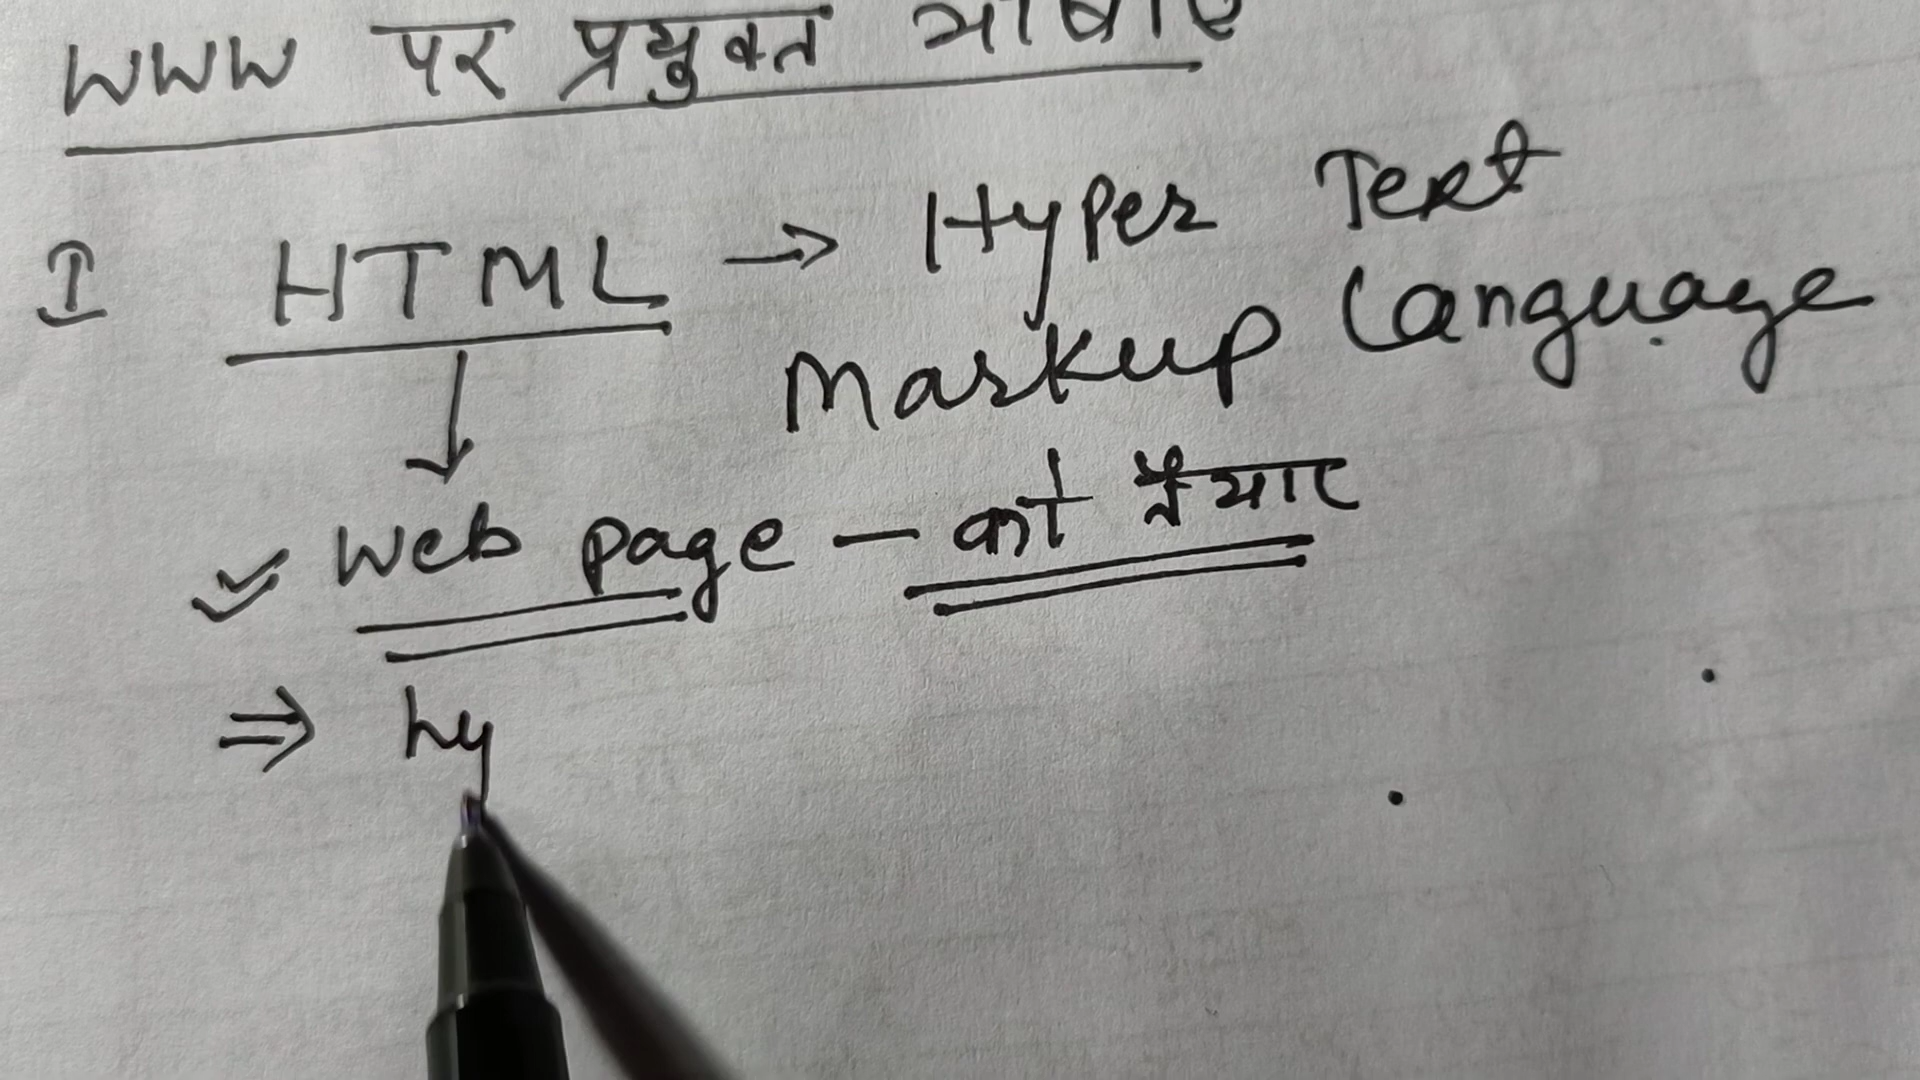 WWW पर प्रयुक्त भाषाए
I HTML → Hyper Text
Markup Language
Web page – को तैयार
⇒ hy